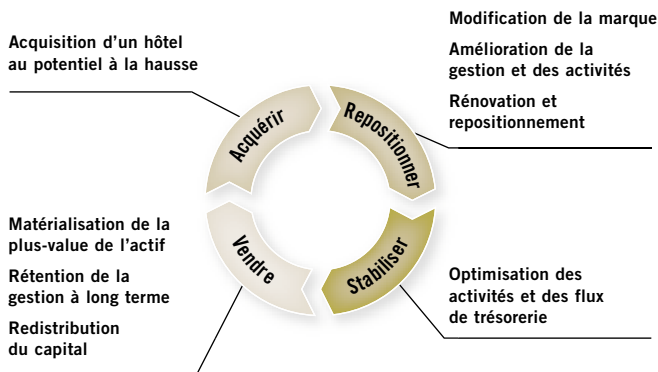 Acquisition d'un hôtel
au potentiel à la hausse
Acquérir
Modification de la marque
Amélioration de la
gestion et des activités
Rénovation et
repositionnement
Repositionner
Stabiliser
Optimisation des
activités et des flux
de trésorerie
Vendre
Matérialisation de la
plus-value de l'actif
Rétention de la
gestion à long terme
Redistribution
du capital